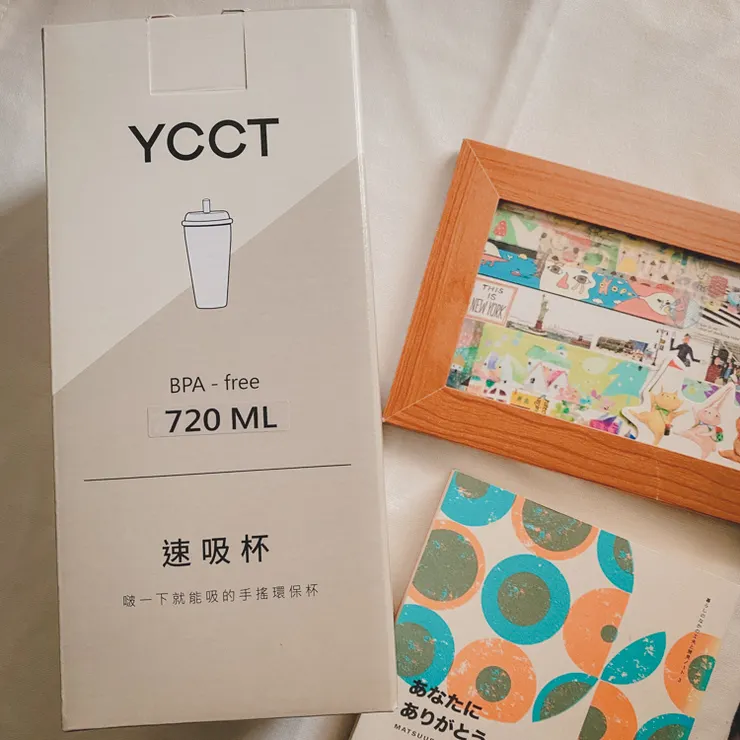 YCCT
BPA - free
720 ML
速吸杯
啵一下就能吸的手搖環保杯
THIS
IS
NEW YORK
あなたに
ありがとう